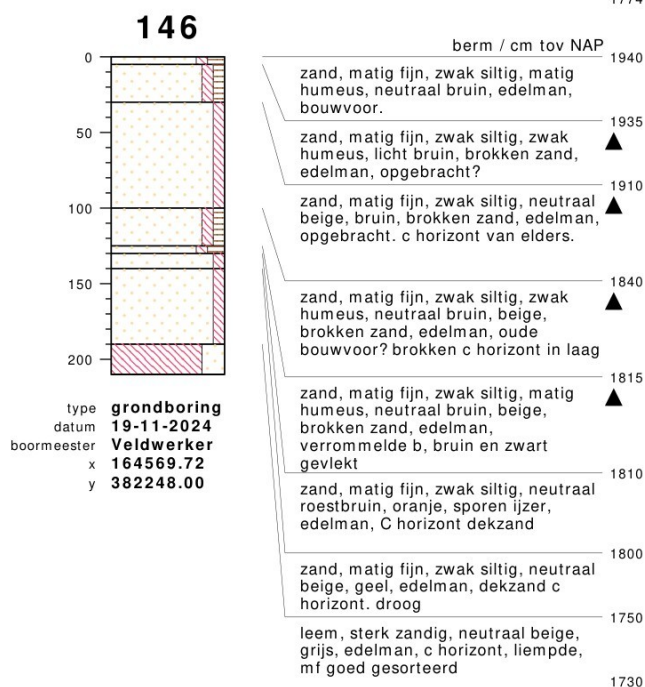 1774
146
berm / cm tov NAP
0
50
100
150
200
1940
zand, matig fijn, zwak siltig, matig
humeus, neutraal bruin, edelman,
bouwvoor.
1935
zand, matig fijn, zwak siltig, zwak
humeus, licht bruin, brokken zand,
edelman, opgebracht?
1910
zand, matig fijn, zwak siltig, neutraal
beige, bruin, brokken zand, edelman,
opgebracht. c horizont van elders.
1840
zand, matig fijn, zwak siltig, zwak
humeus, neutraal bruin, beige,
brokken zand, edelman, oude
bouwvoor? brokken c horizont in laag
1815
zand, matig fijn, zwak siltig, matig
humeus, neutraal bruin, beige,
brokken zand, edelman,
verrommelde b, bruin en zwart
gevlekt
1810
zand, matig fijn, zwak siltig, neutraal
roestbruin, oranje, sporen ijzer,
edelman, C horizont dekzand
1800
zand, matig fijn, zwak siltig, neutraal
beige, geel, edelman, dekzand c
horizont. droog
1750
leem, sterk zandig, neutraal beige,
grijs, edelman, c horizont, liempde,
mf goed gesorteerd
1730
type grondboring
datum 19-11-2024
boormeester Veldwerker
x 164569.72
y 382248.00